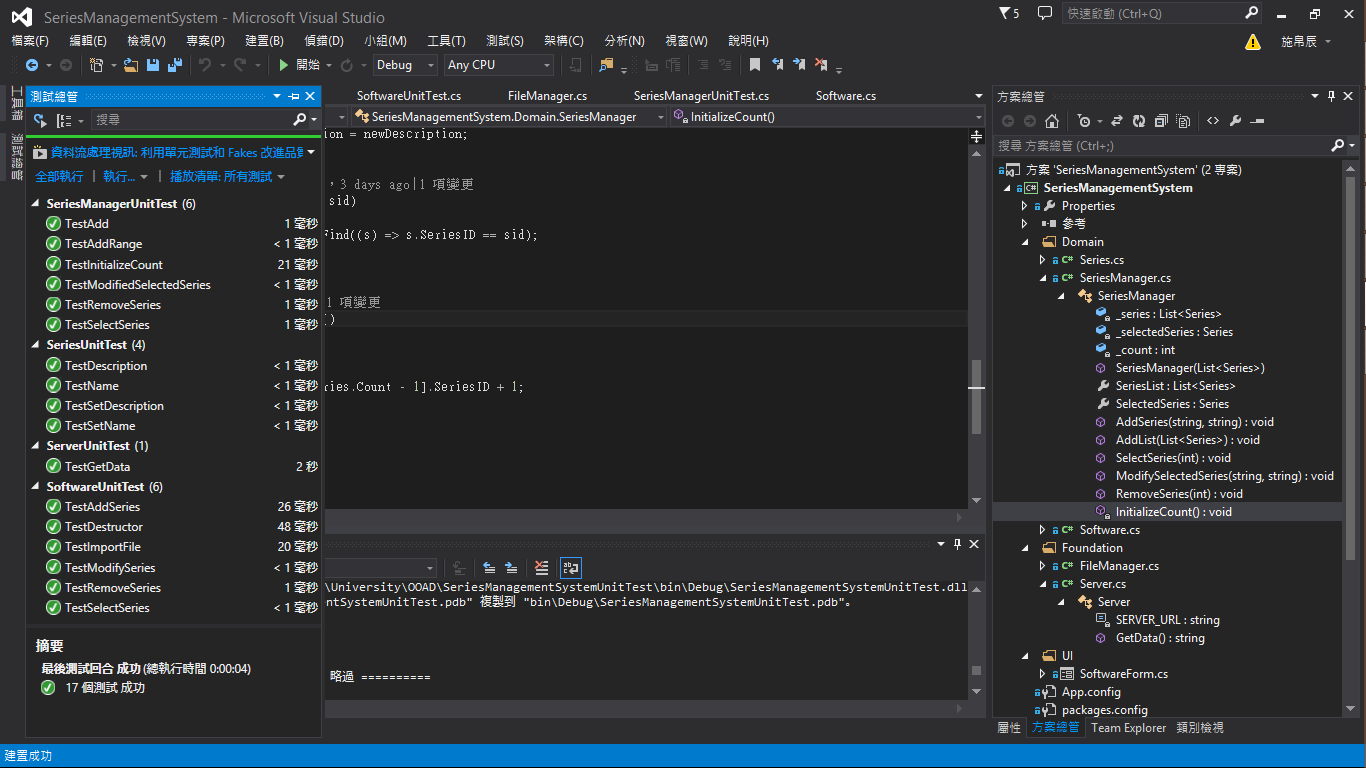 SeriesManagementSystem - Microsoft Visual Studio
5
快速啟動 (Ctrl+Q)
檔案(F) 編輯(E) 檢視(V) 專案(P) 建置(B) 偵錯(D) 小組(M) 工具(T) 測試(S) 架構(C) 分析(N) 視窗(W) 說明(H)
施帛辰
開始 Debug Any CPU
工具箱
測試總管
測試總管
搜尋
資料流處理視訊: 利用單元測試和 Fakes 改進品質
全部執行 | 執行... | 播放清單: 所有測試
SeriesManagerUnitTest (6)
TestAdd 1 毫秒
TestAddRange < 1 毫秒
TestInitializeCount 21 毫秒
TestModifiedSelectedSeries < 1 毫秒
TestRemoveSeries 1 毫秒
TestSelectSeries 1 毫秒
SeriesUnitTest (4)
TestDescription < 1 毫秒
TestName < 1 毫秒
TestSetDescription < 1 毫秒
TestSetName < 1 毫秒
ServerUnitTest (1)
TestGetData 2 秒
SoftwareUnitTest (6)
TestAddSeries 26 毫秒
TestDestructor 48 毫秒
TestImportFile 20 毫秒
TestModifySeries < 1 毫秒
TestRemoveSeries 1 毫秒
TestSelectSeries < 1 毫秒
摘要
最後測試回合 成功 (總執行時間 0:00:04)
17 個測試 成功
SoftwareUnitTest.cs FileManager.cs SeriesManagerUnitTest.cs Software.cs
SeriesManagementSystem.Domain.SeriesManager InitializeCount()
ion = newDescription;
, 3 days ago|1 項變更
sid)
Find((s) => s.SeriesID == sid);
1 項變更
()
ries.Count - 1].SeriesID + 1;
\University\OOAD\SeriesManagementSystemUnitTest\bin\Debug\SeriesManagementSystemUnitTest.dll
entSystemUnitTest.pdb" 複製到 "bin\Debug\SeriesManagementSystemUnitTest.pdb"。
略過 ==========
方案總管
搜尋 方案總管 (Ctrl+;)
方案 'SeriesManagementSystem' (2 專案)
SeriesManagementSystem
Properties
參考
Domain
Series.cs
SeriesManager.cs
SeriesManager
_series : List<Series>
_selectedSeries : Series
_count : int
SeriesManager(List<Series>)
SeriesList : List<Series>
SelectedSeries : Series
AddSeries(string, string) : void
AddList(List<Series>) : void
SelectSeries(int) : void
ModifySelectedSeries(string, string) : void
RemoveSeries(int) : void
InitializeCount() : void
Software.cs
Foundation
FileManager.cs
Server.cs
Server
SERVER_URL : string
GetData() : string
UI
SoftwareForm.cs
App.config
packages.config
屬性 方案總管 Team Explorer 類別檢視
建置成功